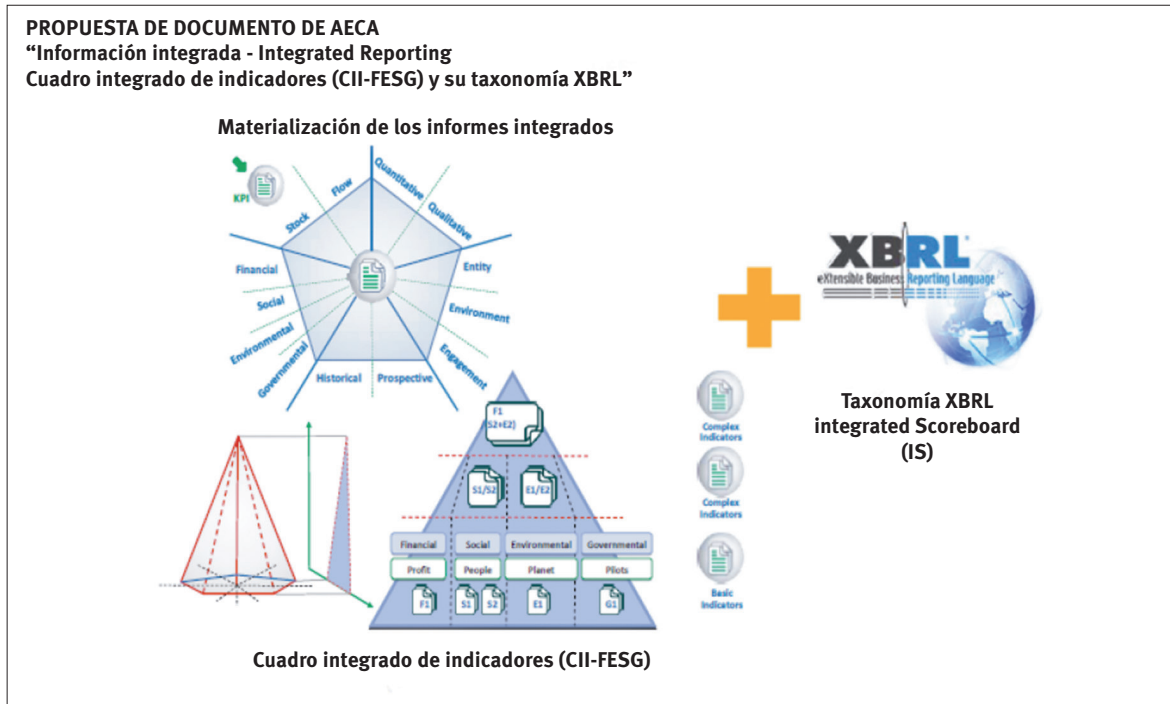 PROPUESTA DE DOCUMENTO DE AECA
“Información integrada - Integrated Reporting
Cuadro integrado de indicadores (CII-FESG) y su taxonomía XBRL”
Materialización de los informes integrados
KPI
Stock
Flow
Quantitative
Qualitative
Entity
Environment
Engagement
Prospective
Historical
Governmental
Environmental
Social
Financial
F1
(S2+E2)
S1/S2
E1/E2
Financial
Social
Environmental
Governmental
Profit
People
Planet
Pilots
F1
S1
S2
E1
G1
Complex
Indicators
Complex
Indicators
Basic
Indicators
XBRL
eXtensible Business Reporting Language
Taxonomía XBRL
integrated Scoreboard
(IS)
Cuadro integrado de indicadores (CII-FESG)